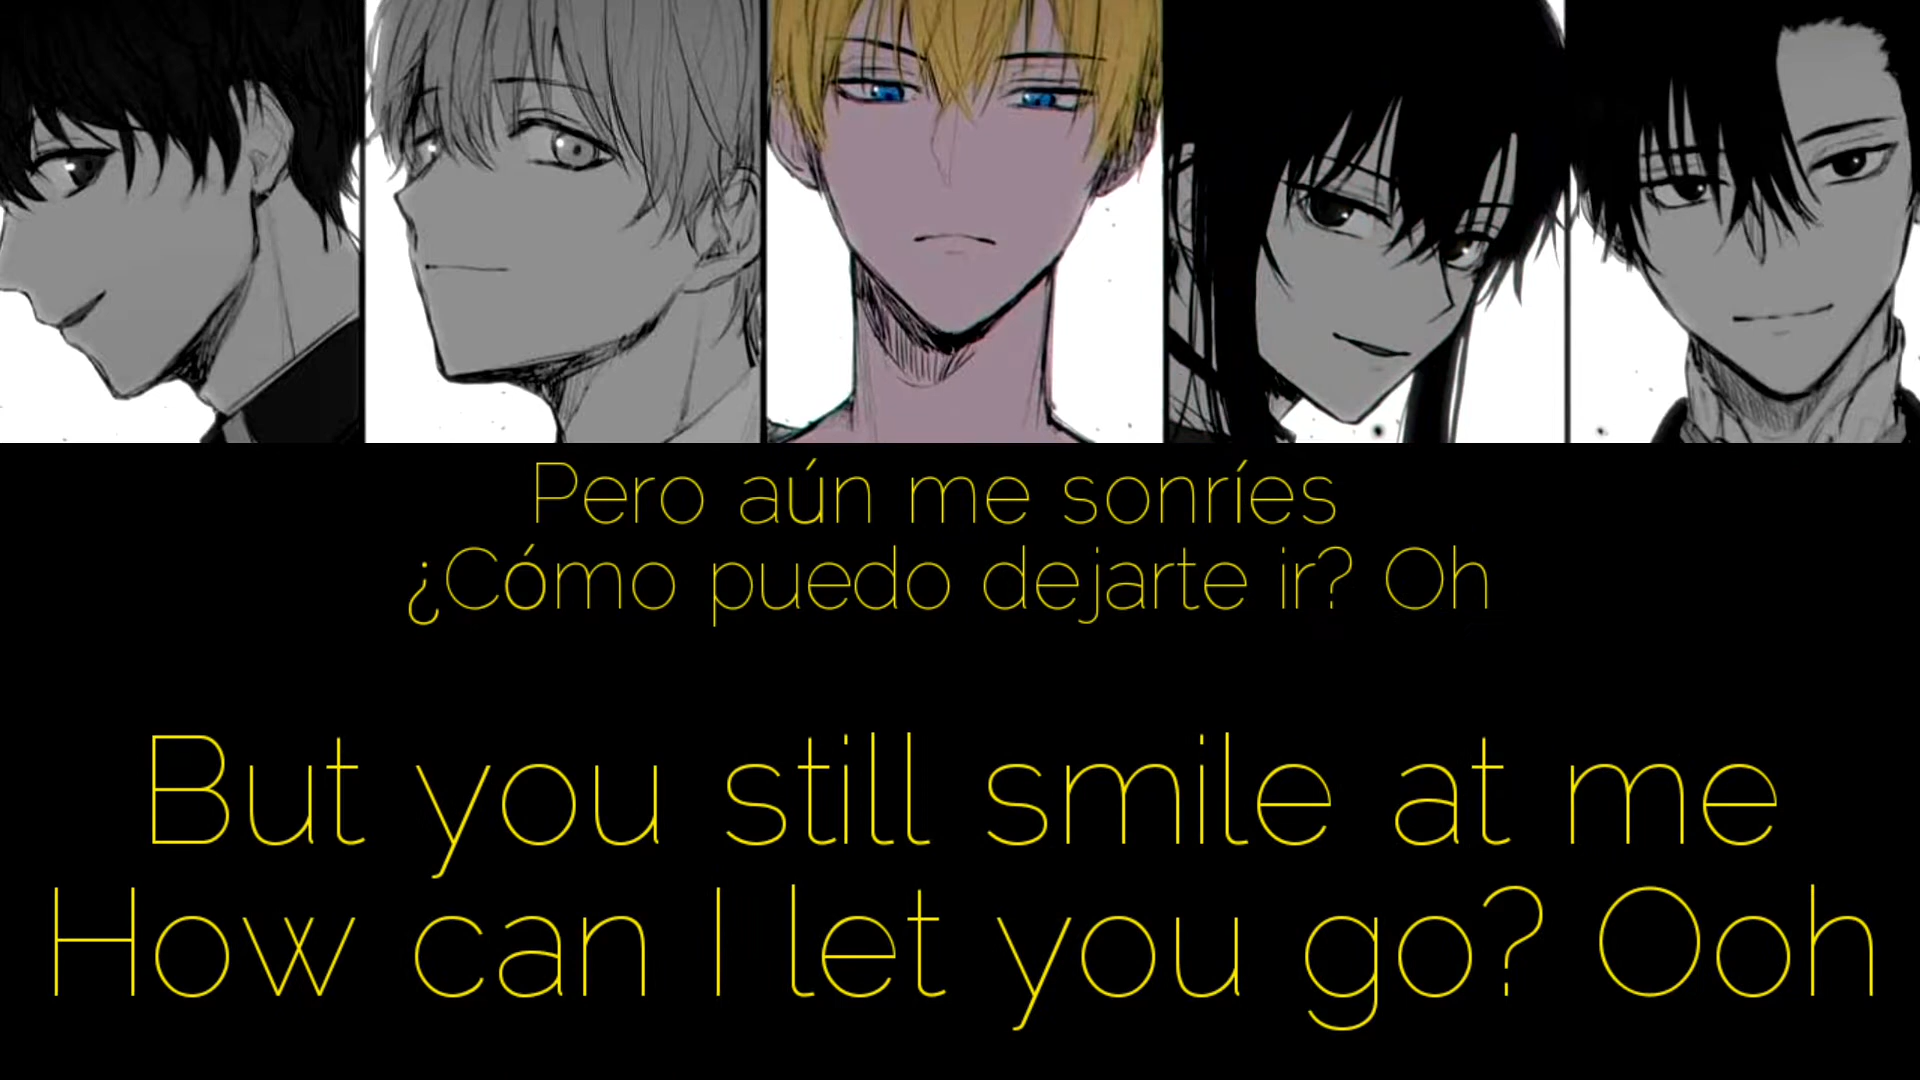 Pero aún me sonríes
¿Cómo puedo dejarte ir? Oh
But you still smile at me
How can I let you go? Ooh